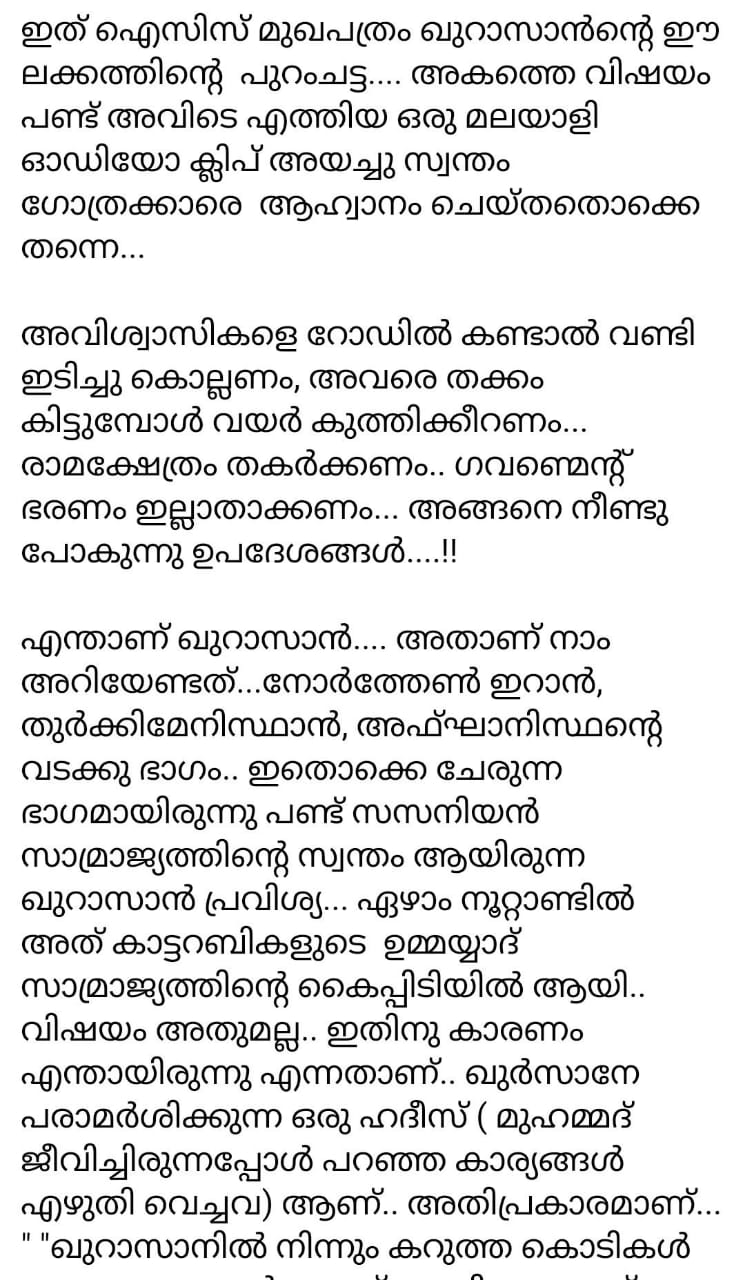 ഇത് ഐസിസ് മുഖപത്രം ഖുറാസാൻന്റെ ഈ
ലക്കത്തിന്റെ  പുറംചട്ട.... അകത്തെ വിഷയം
പണ്ട് അവിടെ എത്തിയ ഒരു മലയാളി
ഓഡിയോ ക്ലിപ് അയച്ചു സ്വന്തം
ഗോത്രക്കാരെ  ആഹ്വാനം ചെയ്തതൊക്കെ
തന്നെ...
അവിശ്വാസികളെ റോഡിൽ കണ്ടാൽ വണ്ടി
ഇടിച്ചു കൊല്ലണം, അവരെ തക്കം
കിട്ടുമ്പോൾ വയർ കുത്തിക്കീറണം...
രാമക്ഷേത്രം തകർക്കണം.. ഗവണ്മെന്റ്
ഭരണം ഇല്ലാതാക്കണം... അങ്ങനെ നീണ്ടു
പോകുന്നു ഉപദേശങ്ങൾ....!!
എന്താണ് ഖുറാസാൻ.... അതാണ് നാം
അറിയേണ്ടത്...നോർത്തേൺ ഇറാൻ,
തുർക്കിമേനിസ്ഥാൻ, അഫ്ഘാനിസ്ഥന്റെ
വടക്കു ഭാഗം.. ഇതൊക്കെ ചേരുന്ന
ഭാഗമായിരുന്നു പണ്ട് സസനിയൻ
സാമ്രാജ്യത്തിന്റെ സ്വന്തം ആയിരുന്ന
ഖുറാസാൻ പ്രവിശ്യ... ഏഴാം നൂറ്റാണ്ടിൽ
അത് കാട്ടറബികളുടെ  ഉമ്മയ്യാദ്
സാമ്രാജ്യത്തിന്റെ കൈപ്പിടിയിൽ ആയി..
വിഷയം അതുമല്ല.. ഇതിനു കാരണം
എന്തായിരുന്നു എന്നതാണ്.. ഖുർസാനേ
പരാമർശിക്കുന്ന ഒരു ഹദീസ് ( മുഹമ്മദ്
ജീവിച്ചിരുന്നപ്പോൾ പറഞ്ഞ കാര്യങ്ങൾ
എഴുതി വെച്ചവ) ആണ്.. അതിപ്രകാരമാണ്...
" "ഖുറാസാനിൽ നിന്നും കറുത്ത കൊടികൾ